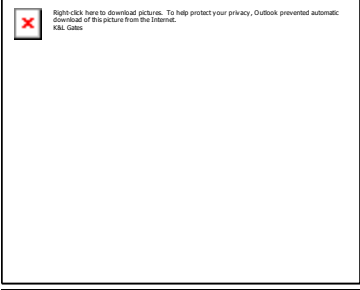 Right-click here to download pictures. To help protect your privacy, Outlook prevented automatic
download of this picture from the Internet.
K&L Gates